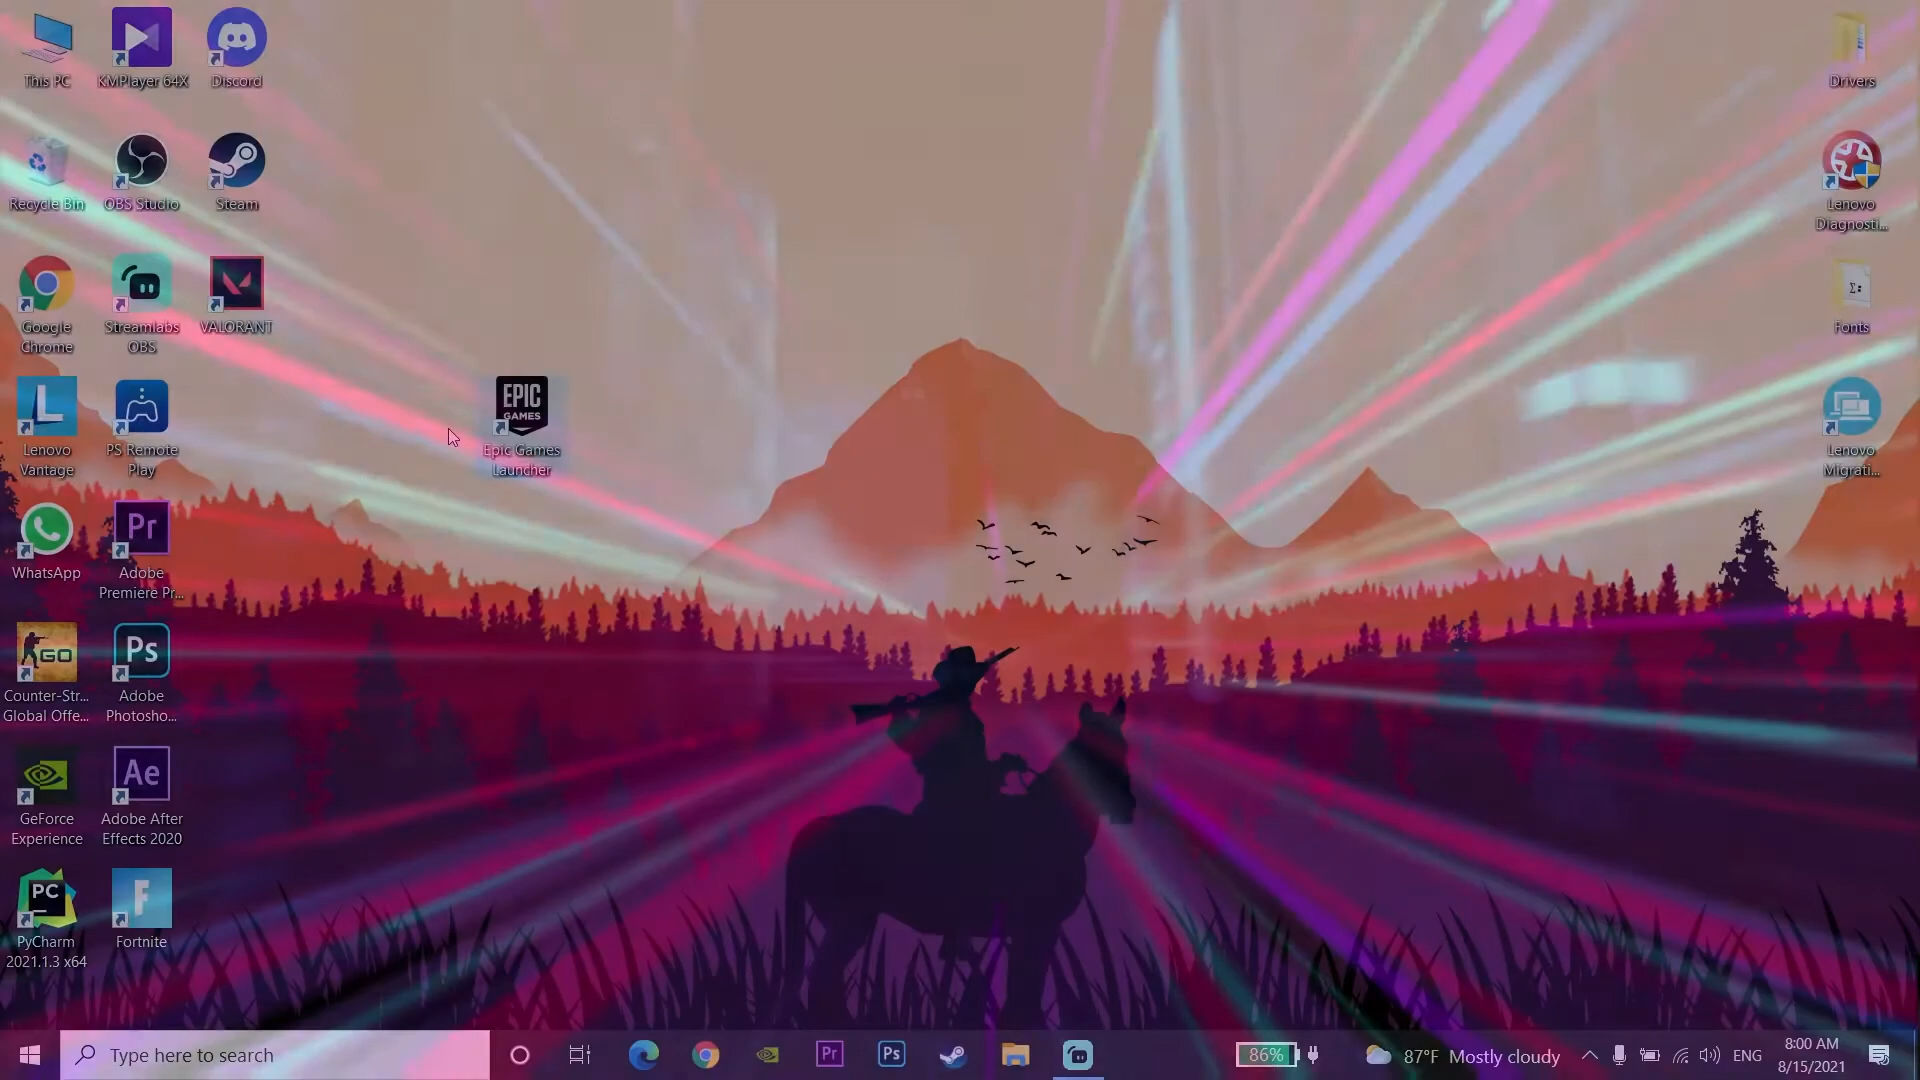 This PC
KMPlayer 64X
Discord
Drivers
Recycle Bin
OBS Studio
Steam
Lenovo
Diagnosti...
Google
Chrome
Streamlabs
OBS
VALORANT
Fonts
EPIC
GAMES
Epic Games
Launcher
L
Lenovo
Vantage
PS Remote
Play
Lenovo
Migrati...
WhatsApp
Pr
Adobe
Premiere Pr...
GO
Counter-Str...
Global Offe...
Ps
Adobe
Photosho...
GeForce
Experience
Ae
Adobe After
Effects 2020
PC
PyCharm
2021.1.3 x64
F
Fortnite
Type here to search
Pr
Ps
86%
87°F Mostly cloudy
ENG
8:00 AM
8/15/2021